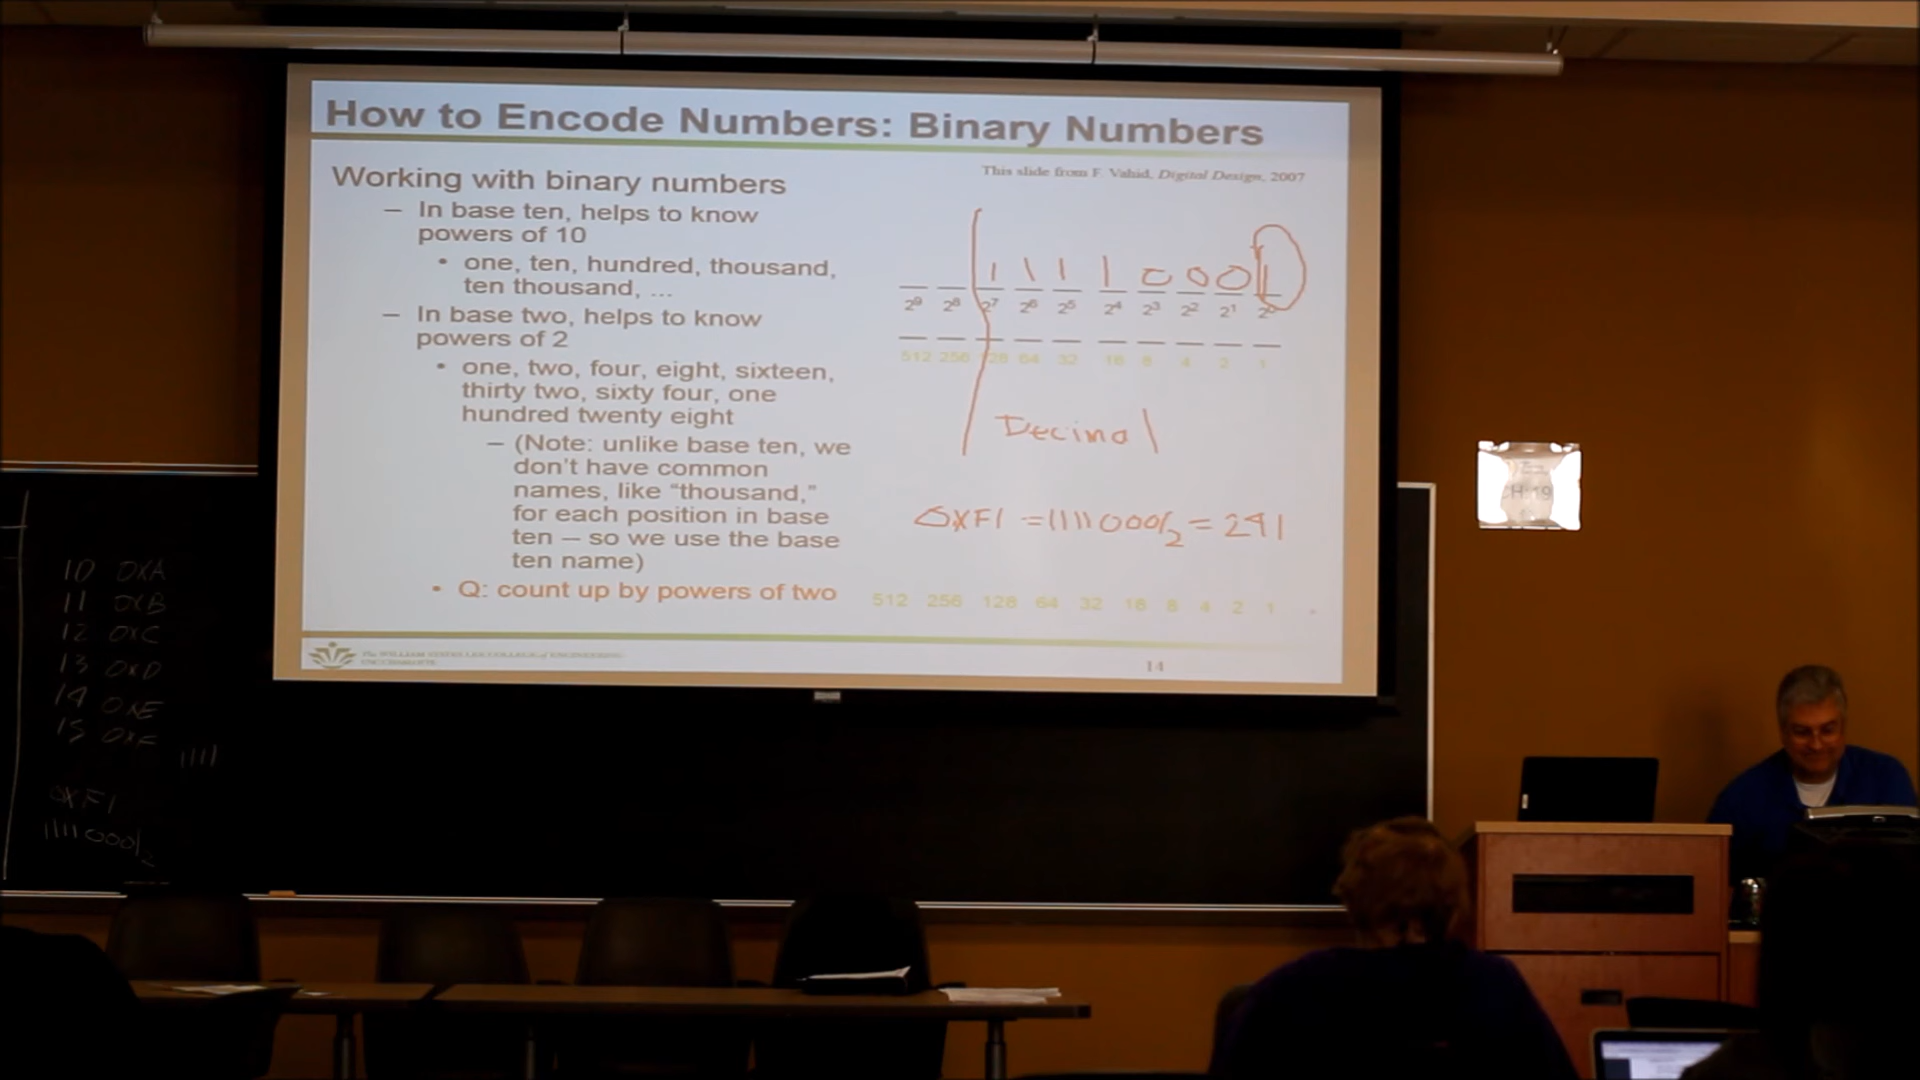 How to Encode Numbers: Binary Numbers
This slide from F. Vahid, Digital Design, 2007
Working with binary numbers
– In base ten, helps to know
powers of 10
• one, ten, hundred, thousand,
ten thousand, ...
– In base two, helps to know
powers of 2
• one, two, four, eight, sixteen,
thirty two, sixty four, one
hundred twenty eight
– (Note: unlike base ten, we
don't have common
names, like “thousand,”
for each position in base
ten – so we use the base
ten name)
• Q: count up by powers of two
1 1 1 1 0 0 0 1
2⁹ 2⁸ 2⁷ 2⁶ 2⁵ 2⁴ 2³ 2² 2¹ 2⁰
512 256 128 64 32 16 8 4 2 1
Decimal
0xF1 = 11110001₂ = 241
512 256 128 64 32 16 8 4 2 1
14
10 0XA
11 0XB
12 0XC
13 0XD
14 0XE
15 0XF
1111
0XF1
11110001₂
CH:19